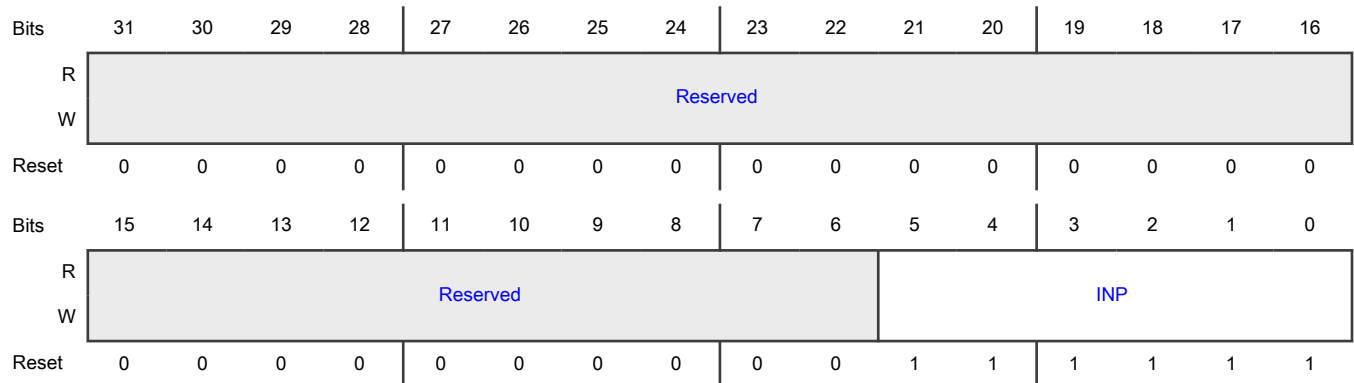 Bits 31 30 29 28 27 26 25 24 23 22 21 20 19 18 17 16
R
Reserved
W
Reset 0 0 0 0 0 0 0 0 0 0 0 0 0 0 0 0
Bits 15 14 13 12 11 10 9 8 7 6 5 4 3 2 1 0
R
Reserved INP
W
Reset 0 0 0 0 0 0 0 0 0 0 1 1 1 1 1 1